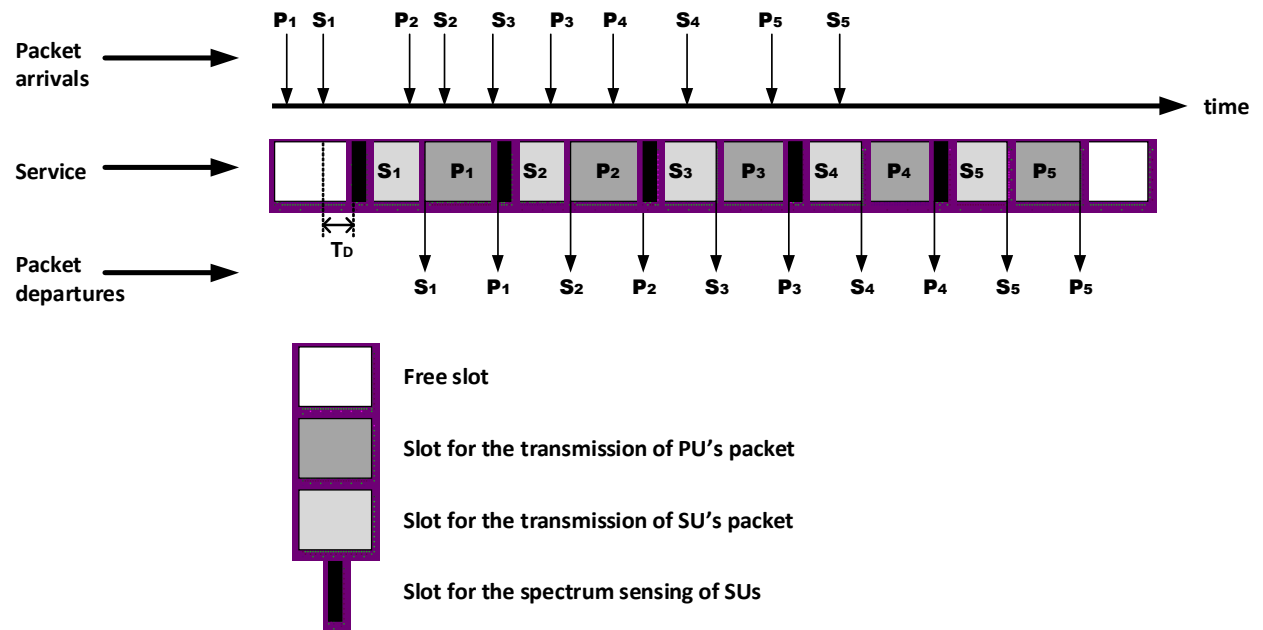 P1 S1 P2 S2 S3 P3 P4 S4 P5 S5
Packet
arrivals
time
Service
S1 P1 S2 P2 S3 P3 S4 P4 S5 P5
TD
Packet
departures
S1 P1 S2 P2 S3 P3 S4 P4 S5 P5
Free slot
Slot for the transmission of PU's packet
Slot for the transmission of SU's packet
Slot for the spectrum sensing of SUs